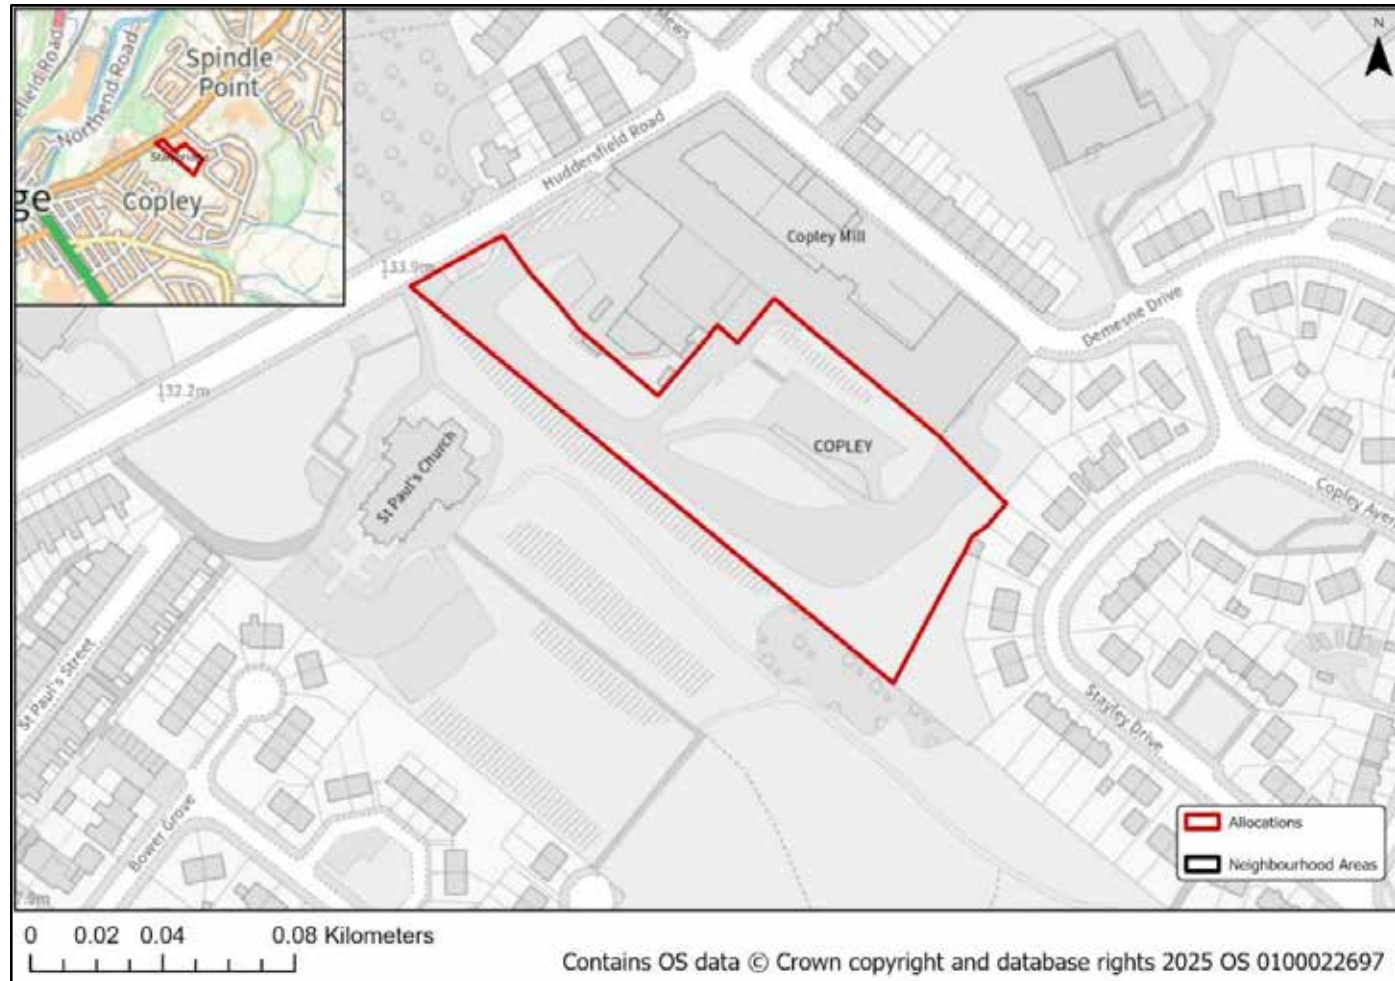 Spindle
Point
Northend Road
Copley
ge
Mews
N
Huddersfield Road
Copley Mill
133.9m
Demesne Drive
132.2m
St Paul's Church
COPLEY
Copley Ave
St Paul's Street
Stayley Drive
Bower Grove
Allocations
Neighbourhood Areas
0 0.02 0.04 0.08 Kilometers
Contains OS data © Crown copyright and database rights 2025 OS 0100022697